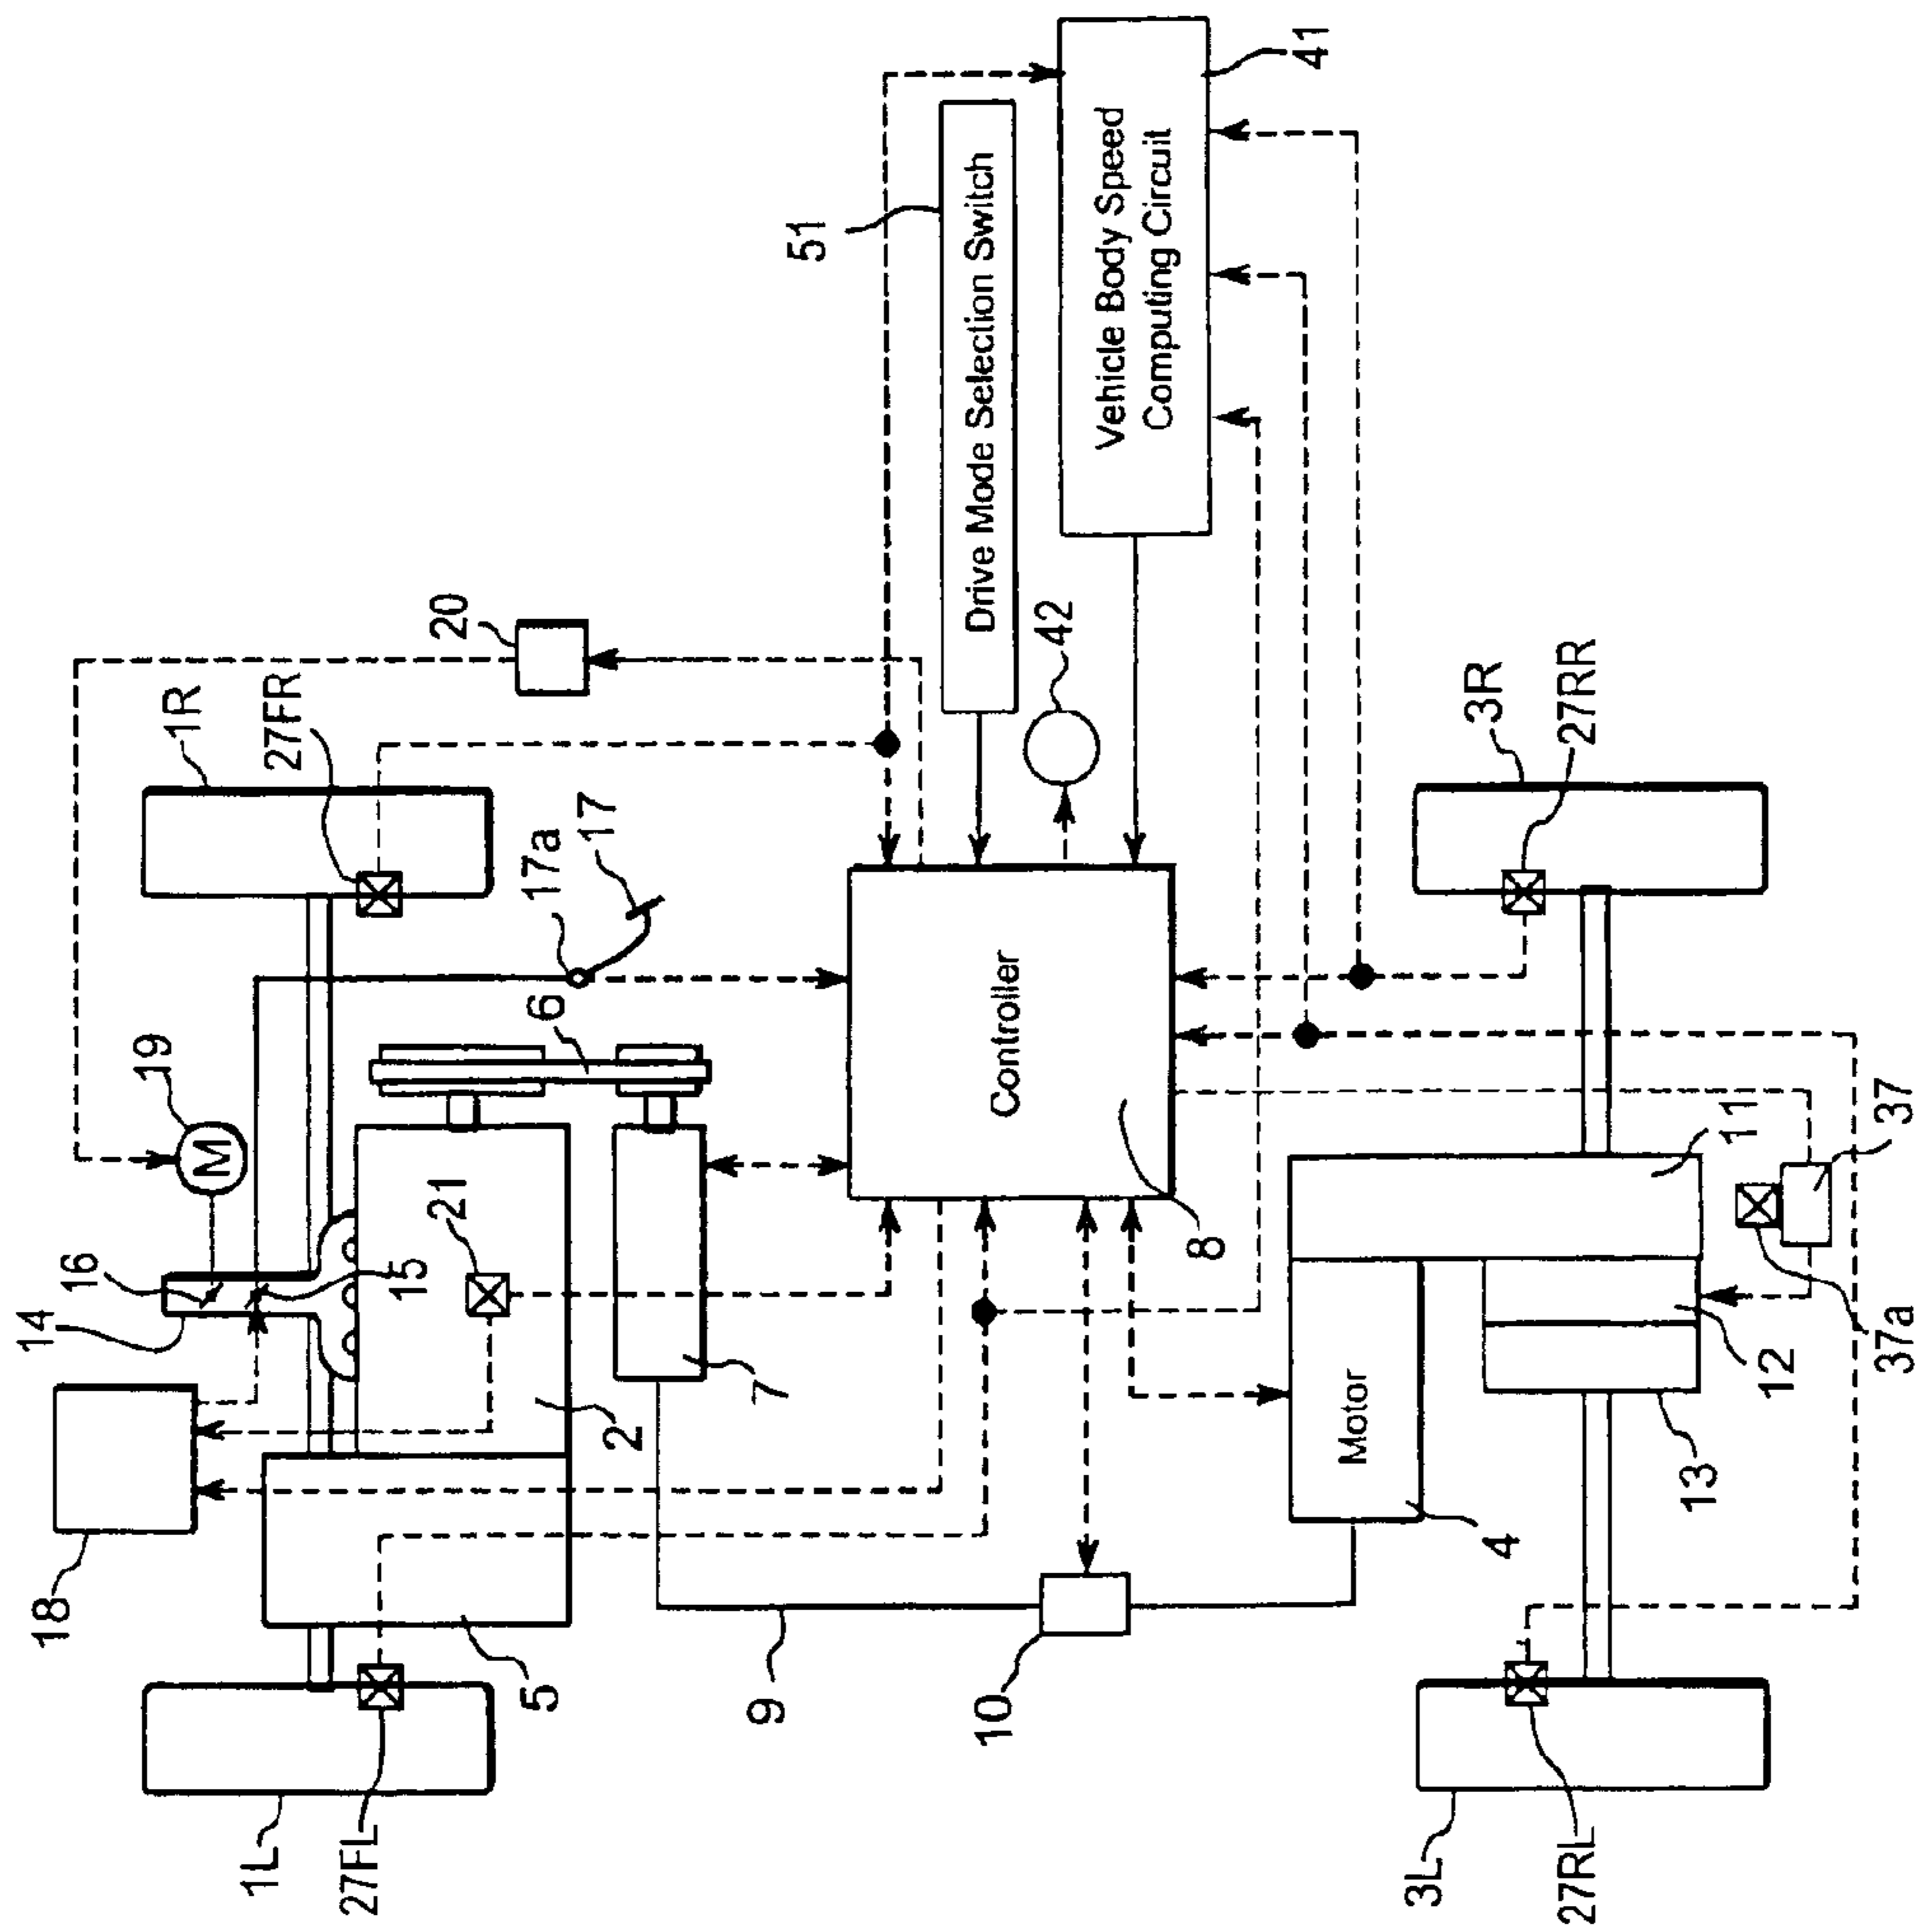 1L
27FL
18
14
16
19
M
1R
27FR
20
5
2
15
21
7
6
17a
17
51
Drive Mode Selection Switch
Vehicle Body Speed
Computing Circuit
41
42
9
10
Controller
8
Motor
4
13
12
11
37a
37
3R
27RR
3L
27RL